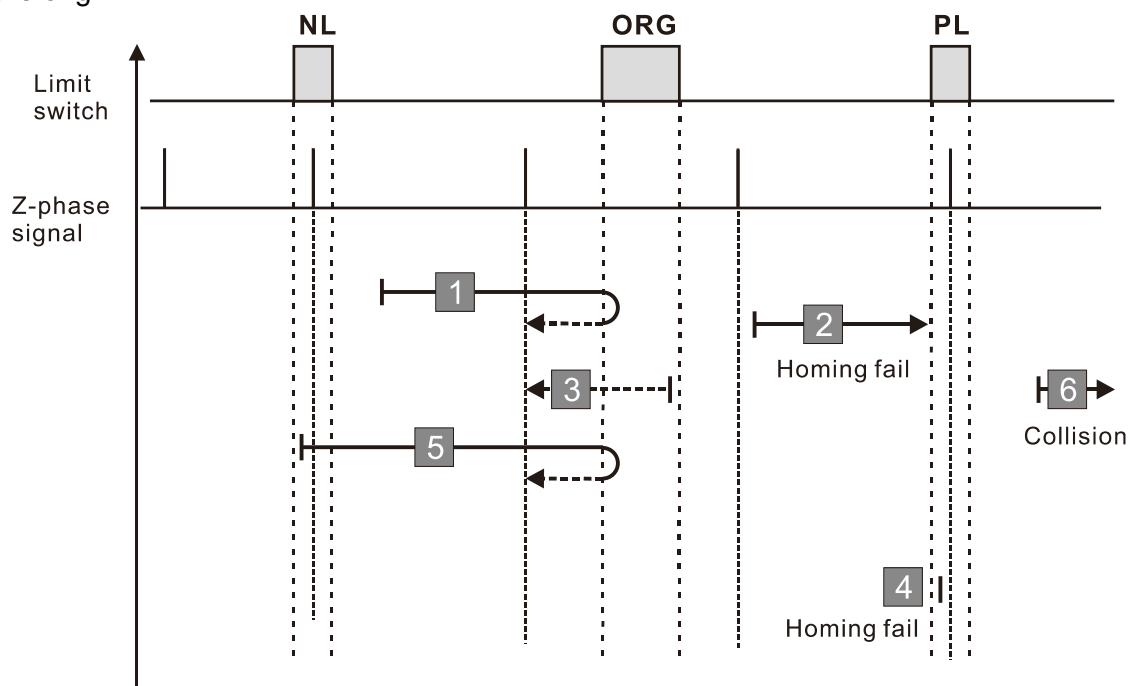 NL
ORG
PL
Limit
switch
Z-phase
signal
1
2
Homing fail
3
6
Collision
5
4
Homing fail